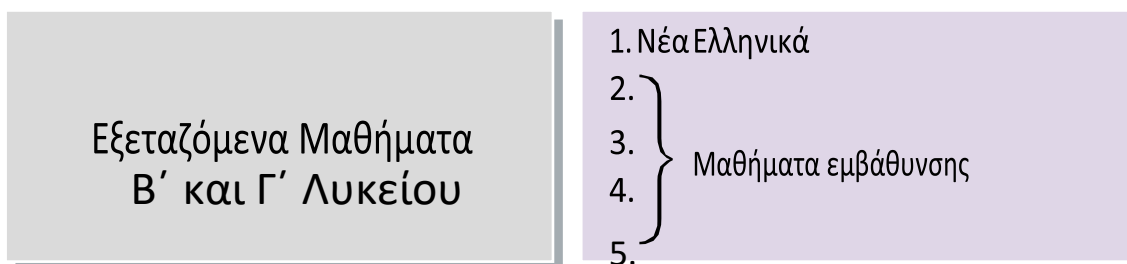 Εξεταζόμενα Μαθήματα
Β΄ και Γ΄ Λυκείου
1. Νέα Ελληνικά
2.
3.
Μαθήματα εμβάθυνσης
4.
5.